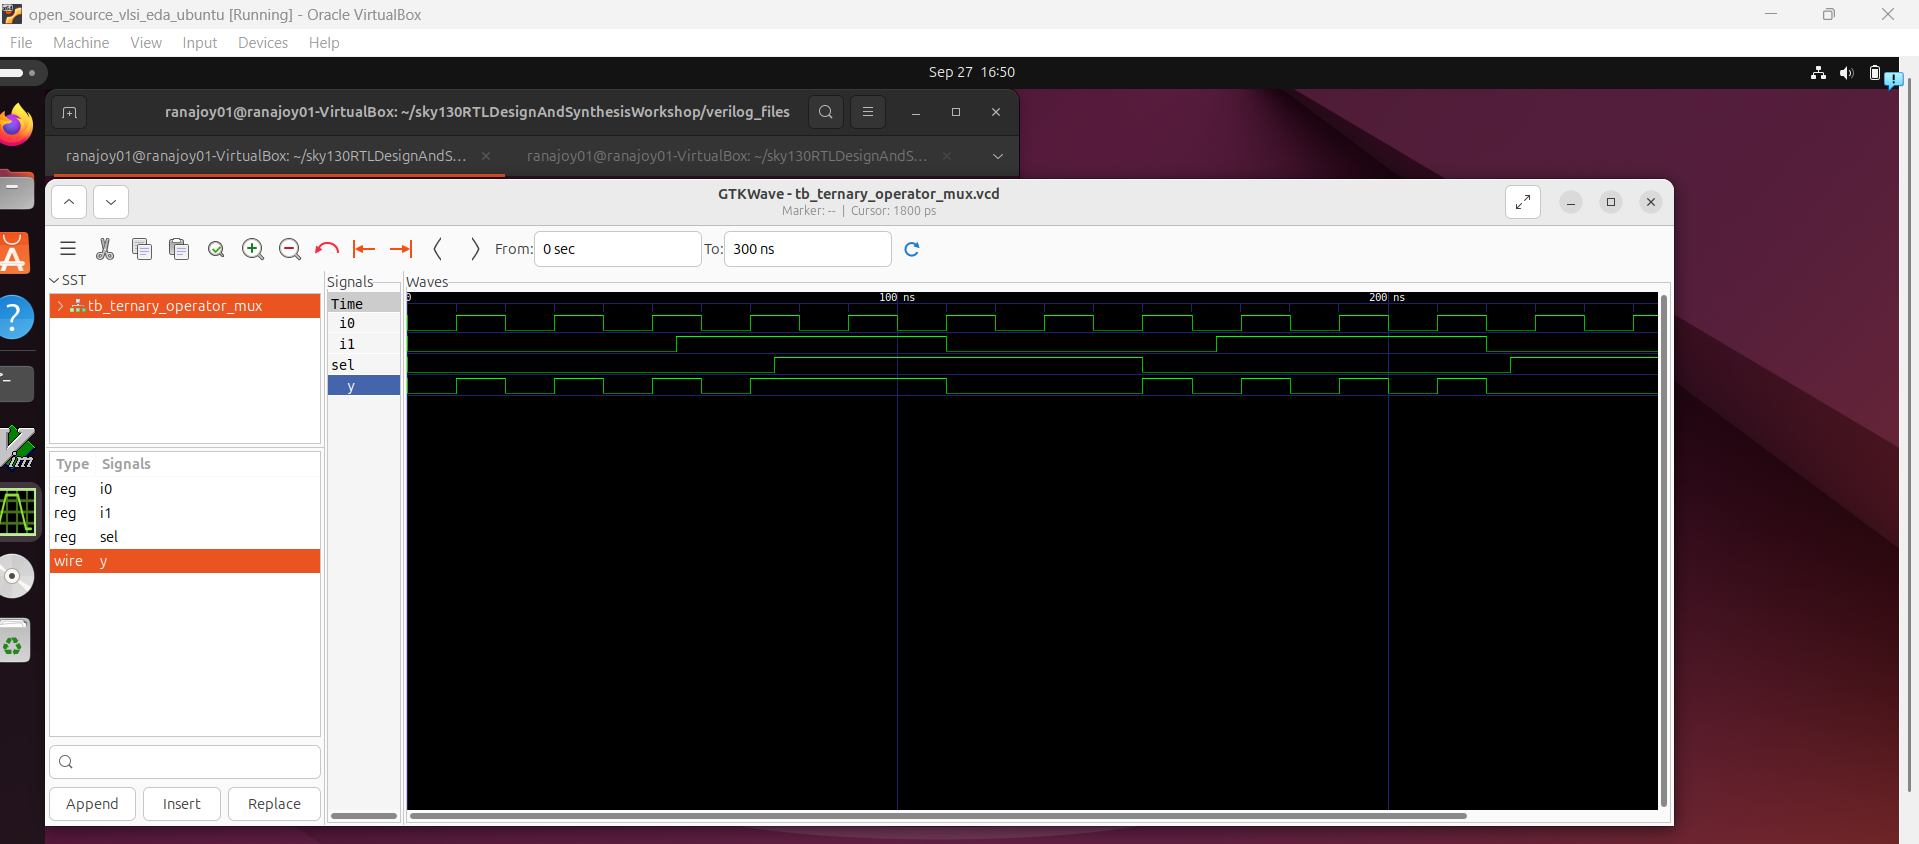 open_source_vlsi_eda_ubuntu [Running] - Oracle VirtualBox
File Machine View Input Devices Help
Sep 27 16:50
ranajoy01@ranajoy01-VirtualBox: ~/sky130RTLDesignAndSynthesisWorkshop/verilog_files
ranajoy01@ranajoy01-VirtualBox: ~/sky130RTLDesignAndS... ranajoy01@ranajoy01-VirtualBox: ~/sky130RTLDesignAndS...
GTKWave - tb_ternary_operator_mux.vcd
Marker: -- | Cursor: 1800 ps
From: 0 sec To: 300 ns
SST
tb_ternary_operator_mux
Type Signals
reg i0
reg i1
reg sel
wire y
Append Insert Replace
Signals
Time
i0
i1
sel
y
Waves
0 100 ns 200 ns